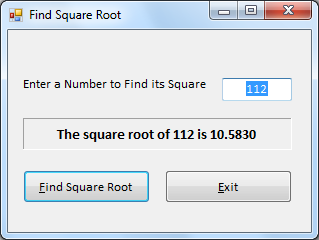 Find Square Root
Enter a Number to Find its Square
112
The square root of 112 is 10.5830
Find Square Root
Exit